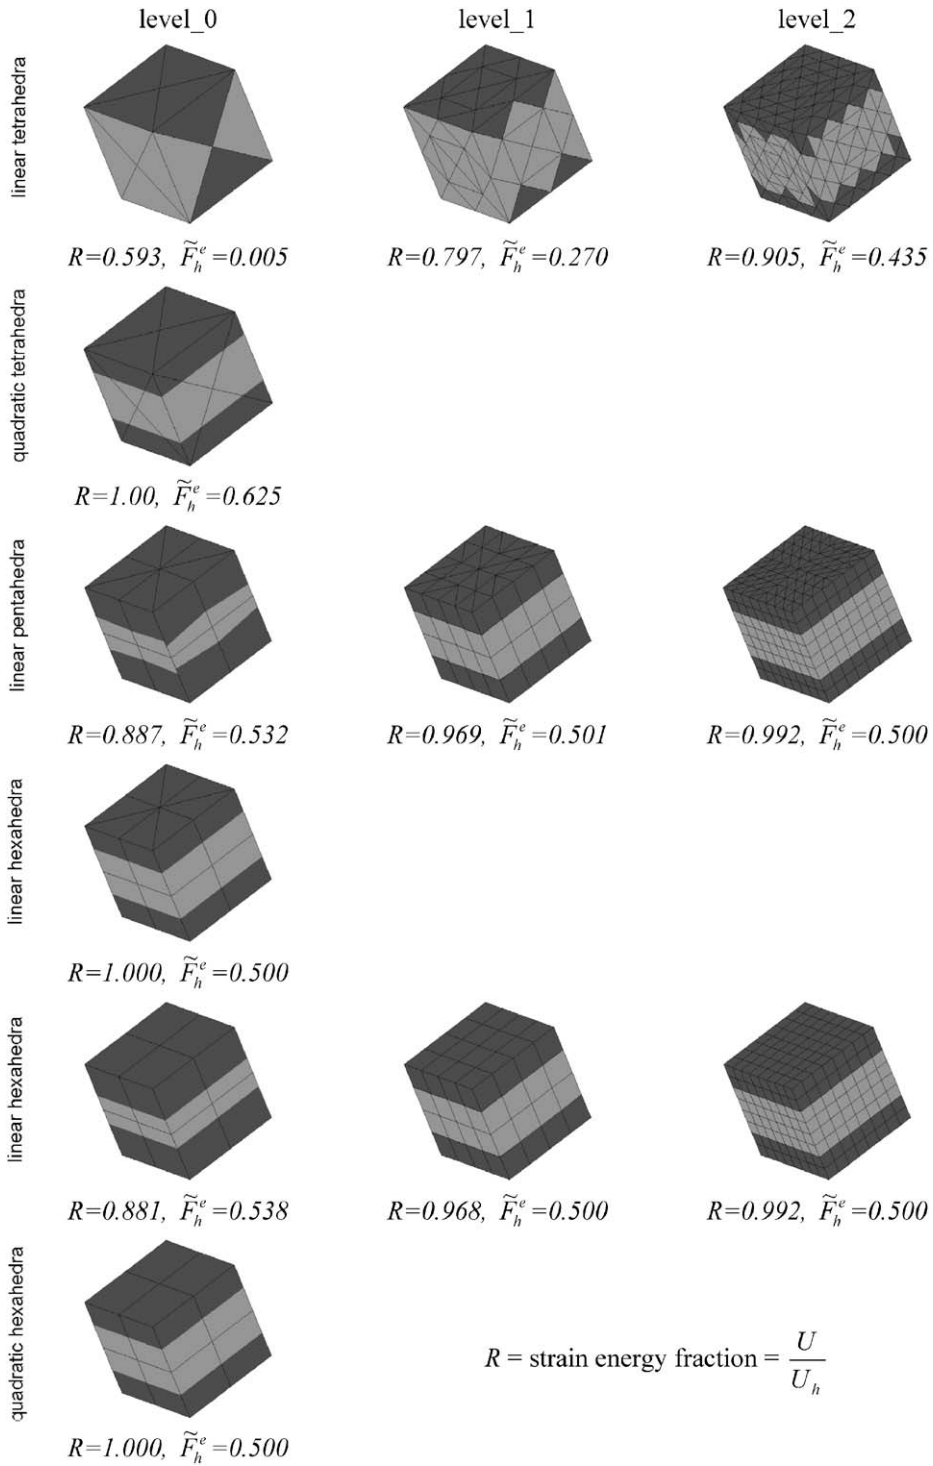 level_0 level_1 level_2
linear tetrahedra
R=0.593, F̃ₕᵉ=0.005 R=0.797, F̃ₕᵉ=0.270 R=0.905, F̃ₕᵉ=0.435
quadratic tetrahedra
R=1.00, F̃ₕᵉ=0.625
linear pentahedra
R=0.887, F̃ₕᵉ=0.532 R=0.969, F̃ₕᵉ=0.501 R=0.992, F̃ₕᵉ=0.500
linear hexahedra
R=1.000, F̃ₕᵉ=0.500
linear hexahedra
R=0.881, F̃ₕᵉ=0.538 R=0.968, F̃ₕᵉ=0.500 R=0.992, F̃ₕᵉ=0.500
quadratic hexahedra
R = strain energy fraction = U / Uₕ
R=1.000, F̃ₕᵉ=0.500